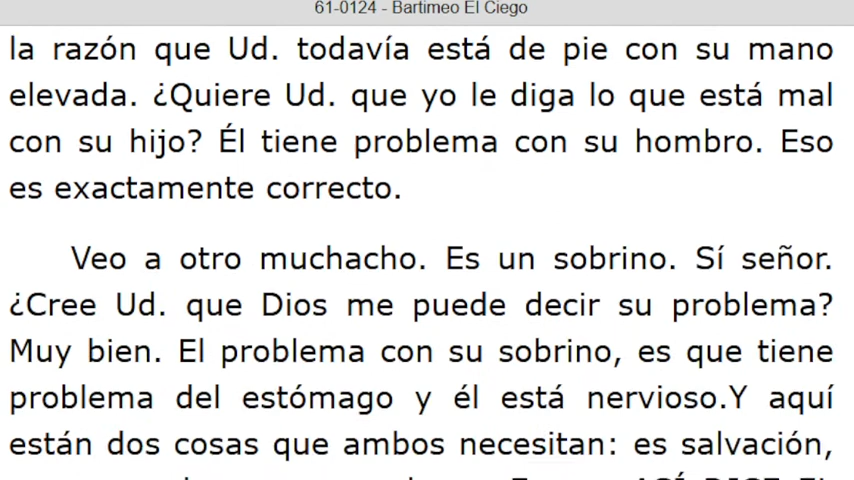 61-0124 - Bartimeo El Ciego
la razón que Ud. todavía está de pie con su mano
elevada. ¿Quiere Ud. que yo le diga lo que está mal
con su hijo? Él tiene problema con su hombro. Eso
es exactamente correcto.
Veo a otro muchacho. Es un sobrino. Sí señor.
¿Cree Ud. que Dios me puede decir su problema?
Muy bien. El problema con su sobrino, es que tiene
problema del estómago y él está nervioso.Y aquí
están dos cosas que ambos necesitan: es salvación,
ASÍ DICE EL